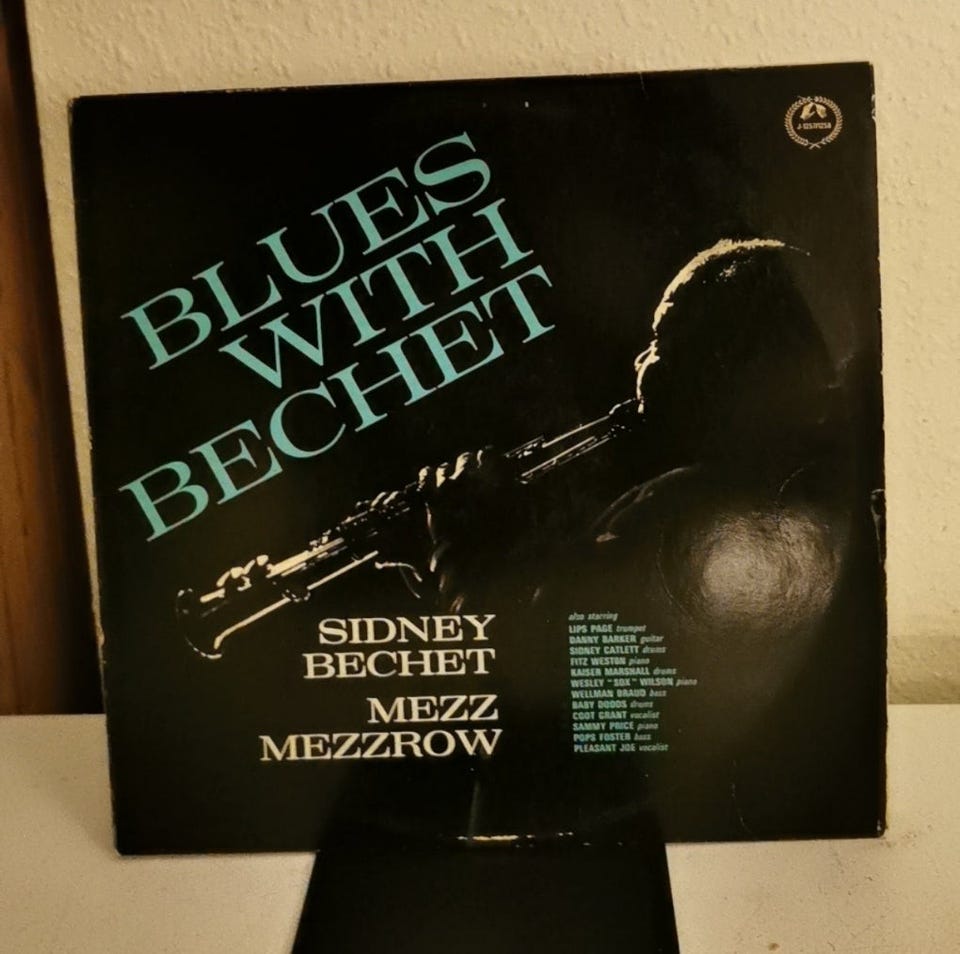 BLUES
WITH
BECHET
SIDNEY
BECHET
MEZZ
MEZZROW
also starring
LIPS PAGE trumpet
DANNY BARKER guitar
SIDNEY CATLETT drums
FITZ WESTON piano
KAISER MARSHALL drums
WESLEY "SOX" WILSON piano
WELLMAN BRAUD bass
BABY DODDS drums
COOT GRANT vocalist
SAMMY PRICE piano
POPS FOSTER bass
PLEASANT JOE vocalist